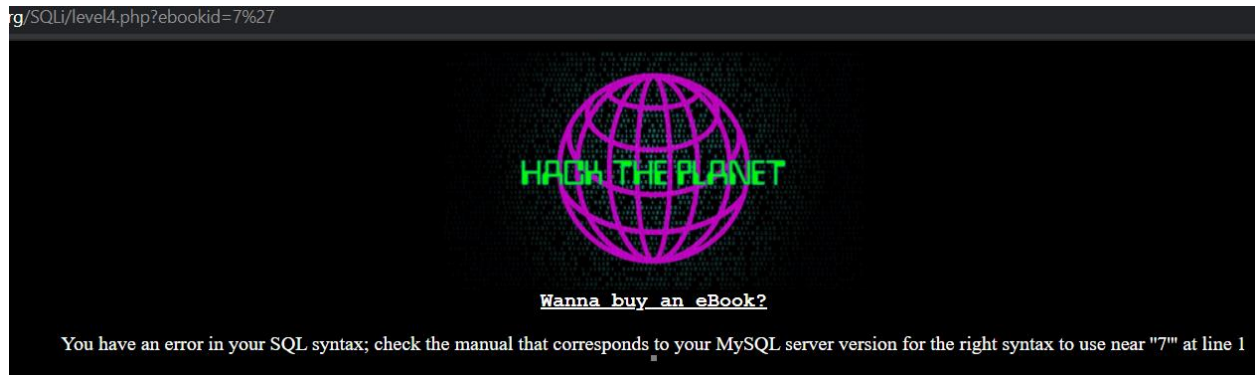 rg/SQLi/level4.php?ebookid=7%27
HACK THE PLANET
Wanna buy an eBook?
You have an error in your SQL syntax; check the manual that corresponds to your MySQL server version for the right syntax to use near ''7''' at line 1